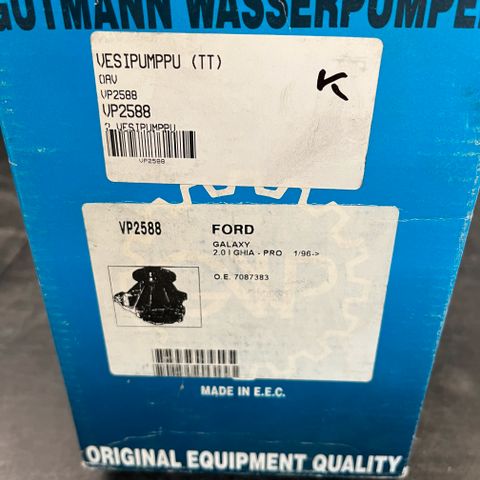 GUTMANN WASSERPUMPEN
VESIPUMPPU (TT)
OAV
VP2588
VP2588
VESIPUMPPU
VP2588
K
VP2588 FORD
GALAXY
2.0 I GHIA - PRO 1/96->
O.E. 7087383
MADE IN E.E.C.
ORIGINAL EQUIPMENT QUALITY